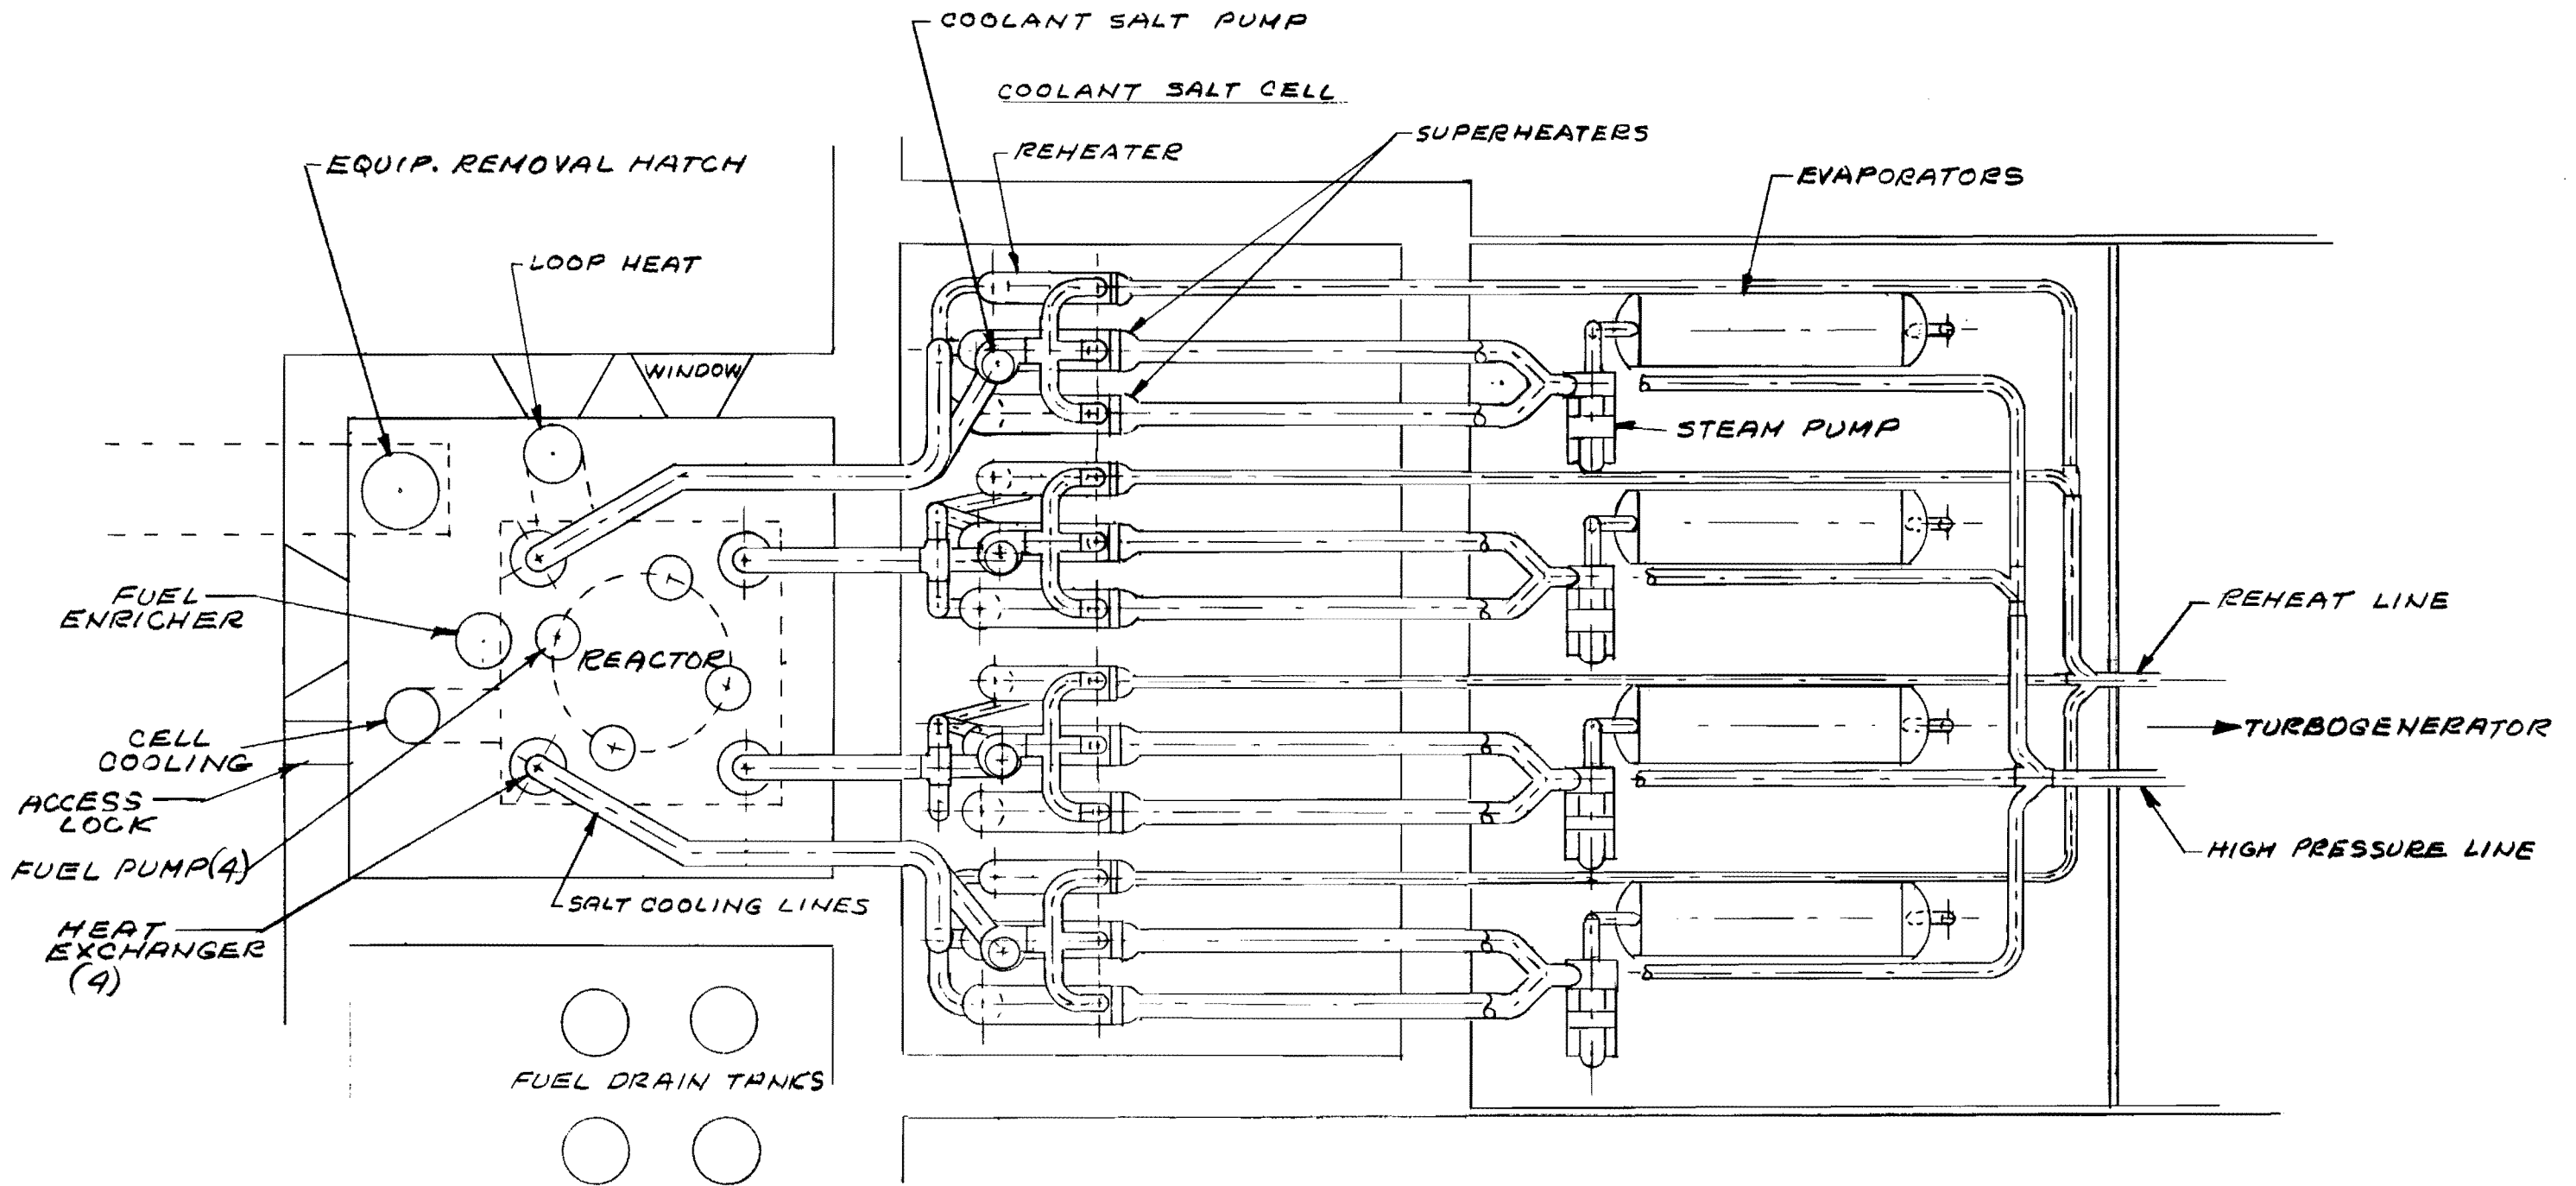 COOLANT SALT PUMP
COOLANT SALT CELL
SUPERHEATERS
REHEATER
EQUIP. REMOVAL HATCH
EVAPORATORS
LOOP HEAT
WINDOW
STEAM PUMP
FUEL
ENRICHER
REACTOR
REHEAT LINE
CELL
COOLING
TURBOGENERATOR
ACCESS
LOCK
FUEL PUMP(4)
HIGH PRESSURE LINE
SALT COOLING LINES
HEAT
EXCHANGER
(4)
FUEL DRAIN TANKS